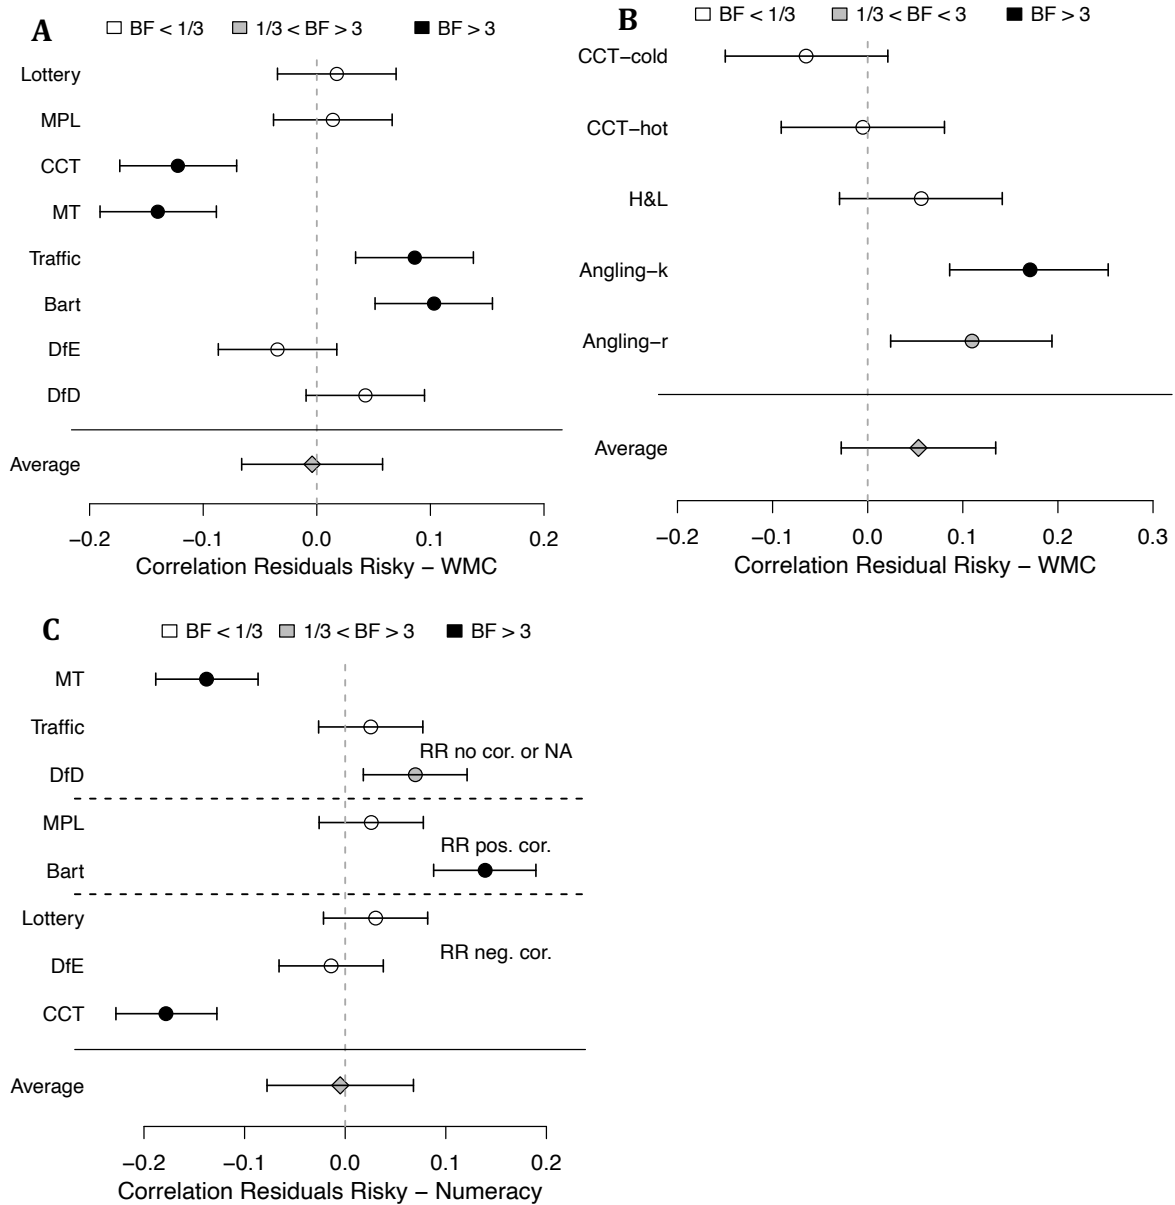 A
BF < 1/3 1/3 < BF > 3 BF > 3
Lottery
MPL
CCT
MT
Traffic
Bart
DfE
DfD
Average
−0.2 −0.1 0.0 0.1 0.2
Correlation Residuals Risky − WMC
B
BF < 1/3 1/3 < BF < 3 BF > 3
CCT−cold
CCT−hot
H&L
Angling−k
Angling−r
Average
−0.2 −0.1 0.0 0.1 0.2 0.3
Correlation Residual Risky − WMC
C
BF < 1/3 1/3 < BF > 3 BF > 3
MT
Traffic
RR no cor. or NA
DfD
MPL
RR pos. cor.
Bart
Lottery
RR neg. cor.
DfE
CCT
Average
−0.2 −0.1 0.0 0.1 0.2
Correlation Residuals Risky − Numeracy